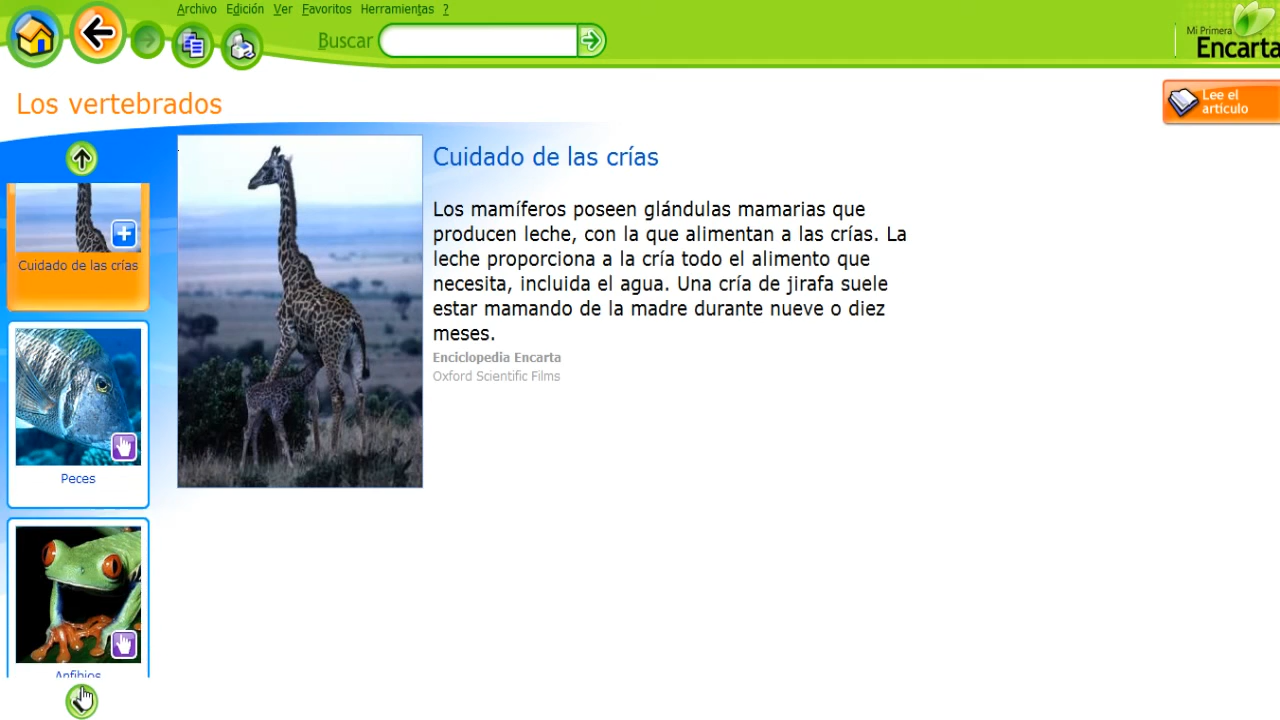 Archivo Edición Ver Favoritos Herramientas ?
Buscar
Mi Primera
Encarta
Los vertebrados
Lee el
artículo
Cuidado de las crías
Cuidado de las crías
Los mamíferos poseen glándulas mamarias que
producen leche, con la que alimentan a las crías. La
leche proporciona a la cría todo el alimento que
necesita, incluida el agua. Una cría de jirafa suele
estar mamando de la madre durante nueve o diez
meses.
Enciclopedia Encarta
Oxford Scientific Films
Peces
Anfibios